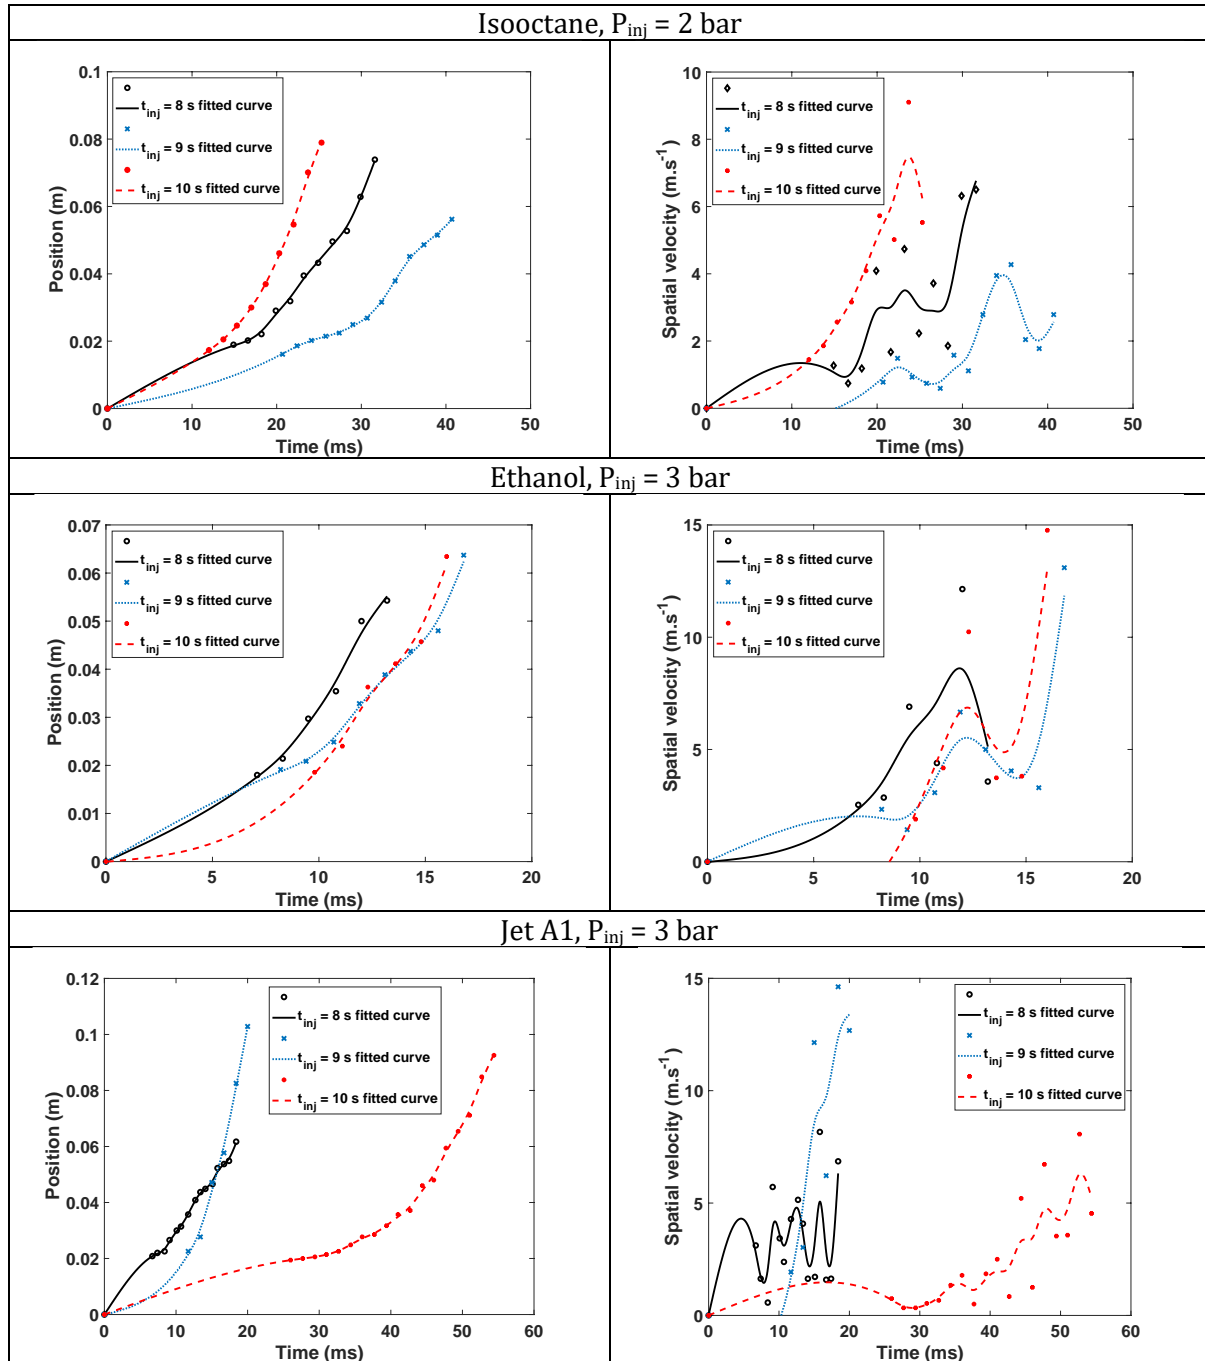 Isooctane, Pinj = 2 bar
0.1
0.08
0.06
0.04
0.02
0
0 10 20 30 40 50
Position (m)
Time (ms)
tinj = 8 s fitted curve
tinj = 9 s fitted curve
tinj = 10 s fitted curve
10
8
6
4
2
0
0 10 20 30 40 50
Spatial velocity (m.s-1)
Time (ms)
tinj = 8 s fitted curve
tinj = 9 s fitted curve
tinj = 10 s fitted curve
Ethanol, Pinj = 3 bar
0.07
0.06
0.05
0.04
0.03
0.02
0.01
0
0 5 10 15 20
Position (m)
Time (ms)
tinj = 8 s fitted curve
tinj = 9 s fitted curve
tinj = 10 s fitted curve
15
10
5
0
0 5 10 15 20
Spatial velocity (m.s-1)
Time (ms)
tinj = 8 s fitted curve
tinj = 9 s fitted curve
tinj = 10 s fitted curve
Jet A1, Pinj = 3 bar
0.12
0.1
0.08
0.06
0.04
0.02
0
0 10 20 30 40 50 60
Position (m)
Time (ms)
tinj = 8 s fitted curve
tinj = 9 s fitted curve
tinj = 10 s fitted curve
15
10
5
0
0 10 20 30 40 50 60
Spatial velocity (m.s-1)
Time (ms)
tinj = 8 s fitted curve
tinj = 9 s fitted curve
tinj = 10 s fitted curve